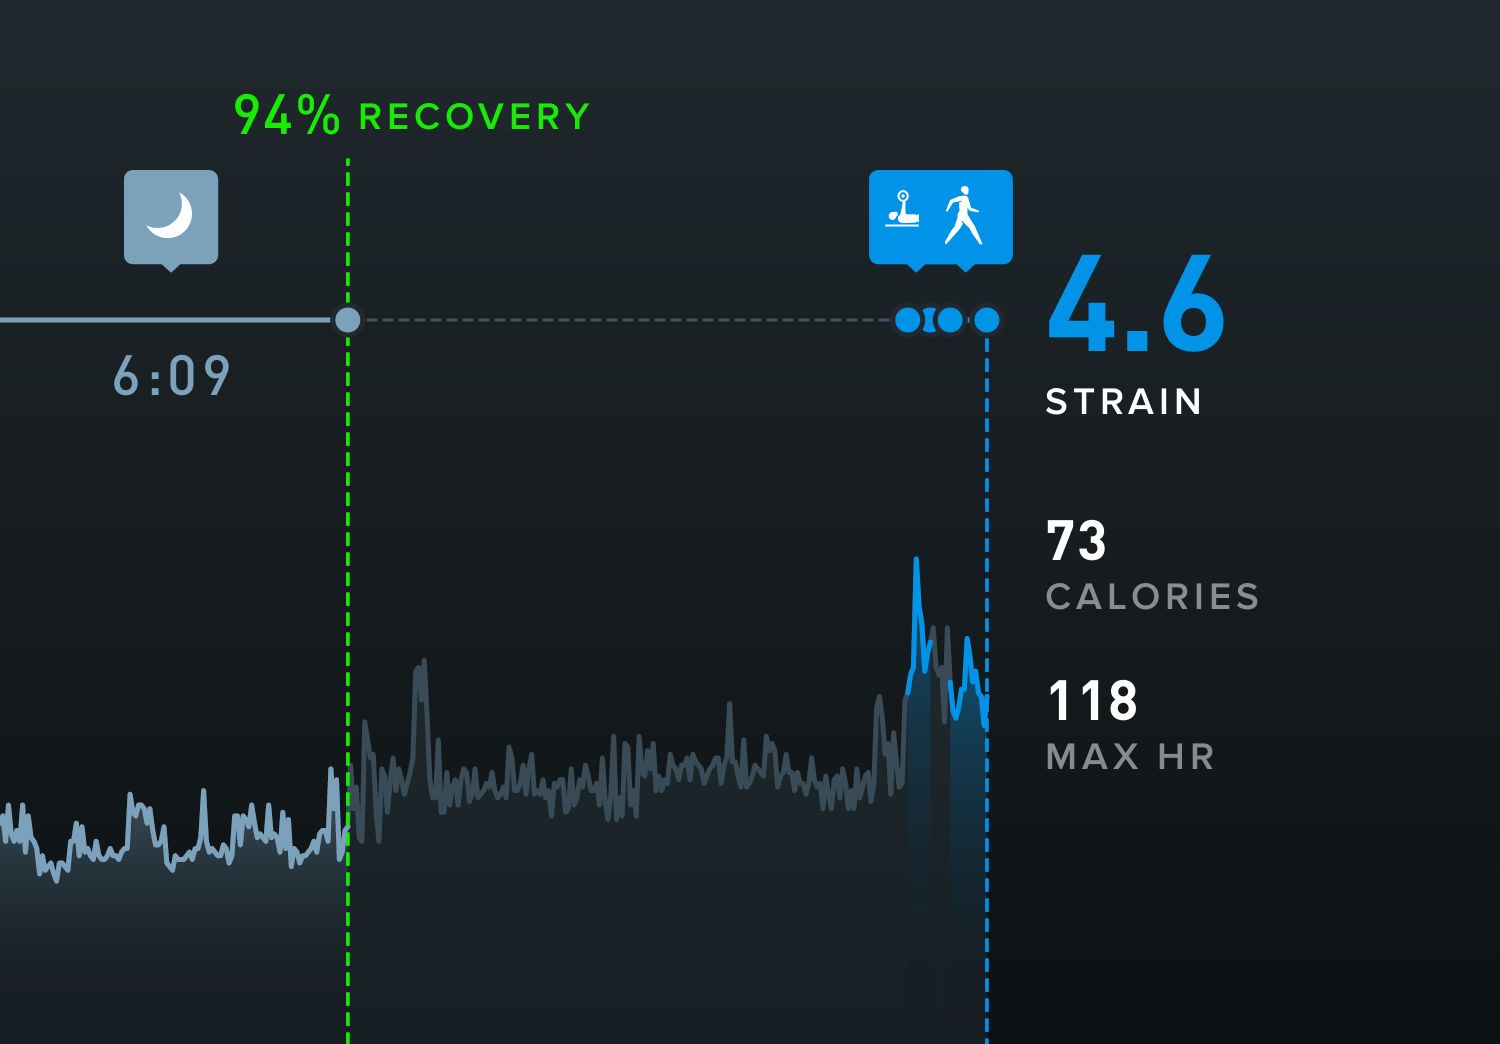 94% RECOVERY
6:09
4.6
STRAIN
73
CALORIES
118
MAX HR